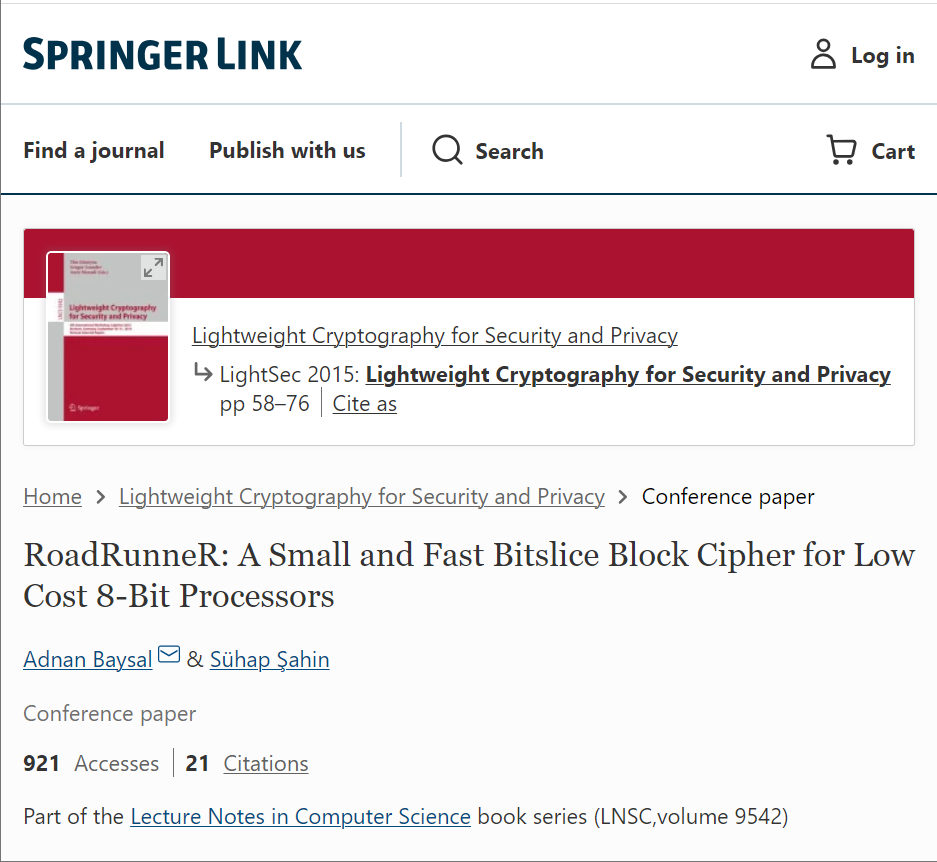 SPRINGER LINK
Log in
Find a journal
Publish with us
Search
Cart
Lightweight Cryptography
for Security and Privacy
Springer
Lightweight Cryptography for Security and Privacy
LightSec 2015: Lightweight Cryptography for Security and Privacy
pp 58–76 Cite as
Home > Lightweight Cryptography for Security and Privacy > Conference paper
RoadRunneR: A Small and Fast Bitslice Block Cipher for Low
Cost 8-Bit Processors
Adnan Baysal & Sühap Şahin
Conference paper
921 Accesses 21 Citations
Part of the Lecture Notes in Computer Science book series (LNSC,volume 9542)